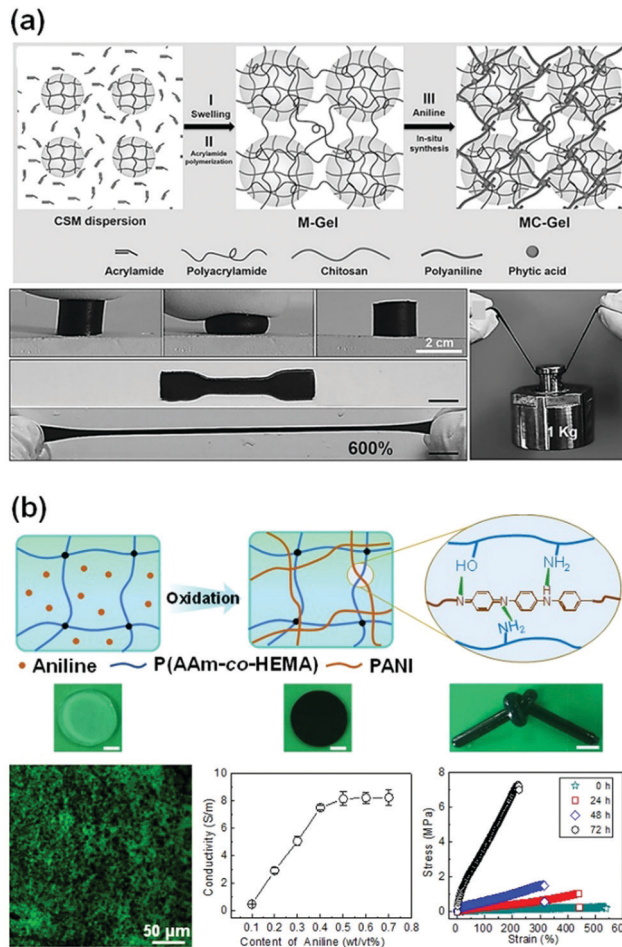 (a)
I
Swelling
II
Acrylamide
polymerization
III
Aniline
In-situ
synthesis
CSM dispersion
M-Gel
MC-Gel
Acrylamide
Polyacrylamide
Chitosan
Polyaniline
Phytic acid
2 cm
600%
1 Kg
(b)
Oxidation
HO
NH₂
N
N
N
H
N
NH₂
Aniline
P(AAm-co-HEMA)
PANI
50 µm
Conductivity (S/m)
10
8
6
4
2
0
0.1 0.2 0.3 0.4 0.5 0.6 0.7 0.8
Content of Aniline (wt/vt%)
Stress (MPa)
8
6
4
2
0
0 h
24 h
48 h
72 h
0 100 200 300 400 500 600
Strain (%)